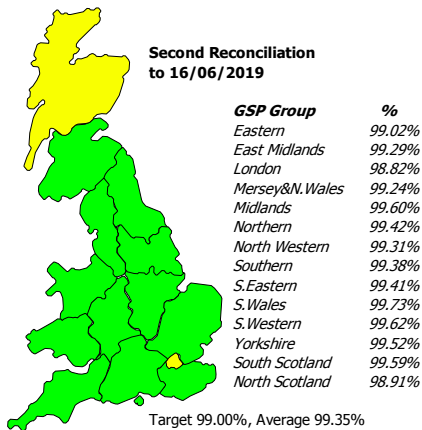 Second Reconciliation
to 16/06/2019
GSP Group %
Eastern 99.02%
East Midlands 99.29%
London 98.82%
Mersey&N.Wales 99.24%
Midlands 99.60%
Northern 99.42%
North Western 99.31%
Southern 99.38%
S.Eastern 99.41%
S.Wales 99.73%
S.Western 99.62%
Yorkshire 99.52%
South Scotland 99.59%
North Scotland 98.91%
Target 99.00%, Average 99.35%